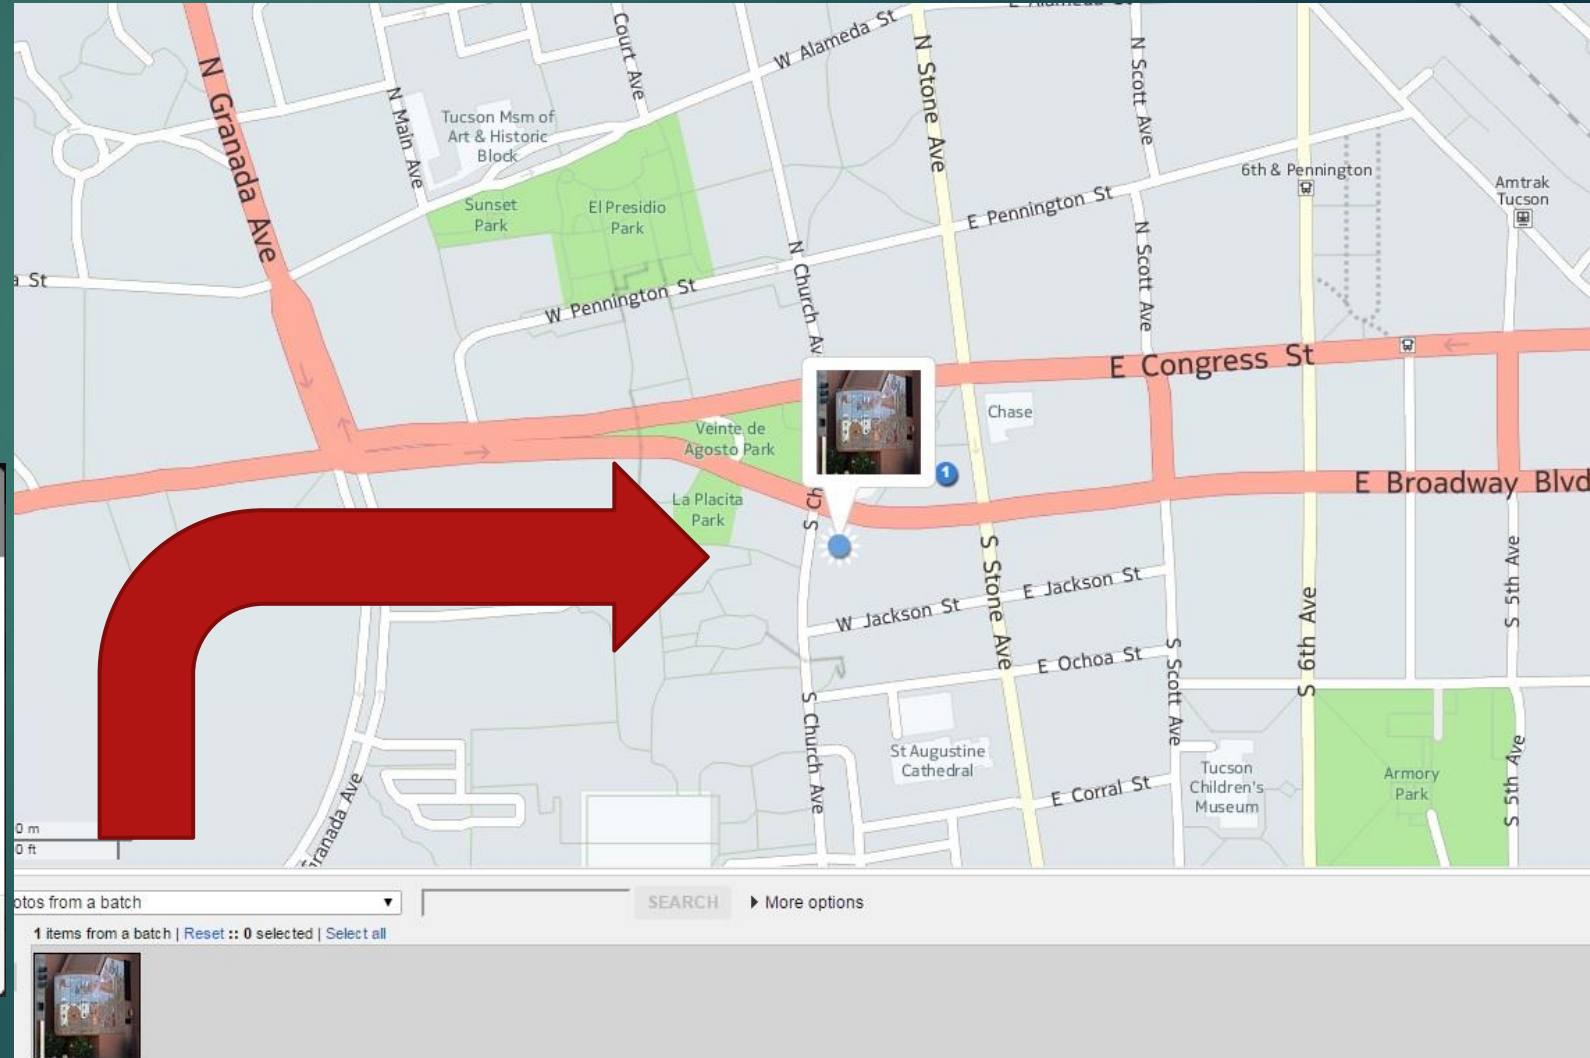 Court Ave
W Alameda St
N Stone Ave
N Scott Ave
N Granada Ave
N Main Ave
Tucson Msm of
Art & Historic
Block
6th & Pennington
Amtrak
Tucson
Sunset
Park
El Presidio
Park
E Pennington St
N Scott Ave
N Church Av
St
W Pennington St
E Congress St
Chase
Veinte de
Agosto Park
1
E Broadway Blvd
La Placita
Park
S Ch
S Stone Ave
E Jackson St
W Jackson St
S 5th Ave
S 6th Ave
E Ochoa St
S Scott Ave
S Church Ave
St Augustine
Cathedral
Tucson
Children's
Museum
Armory
Park
S 5th Ave
E Corral St
Granada Ave
0 m
0 ft
otos from a batch
SEARCH
More options
1 items from a batch | Reset :: 0 selected | Select all